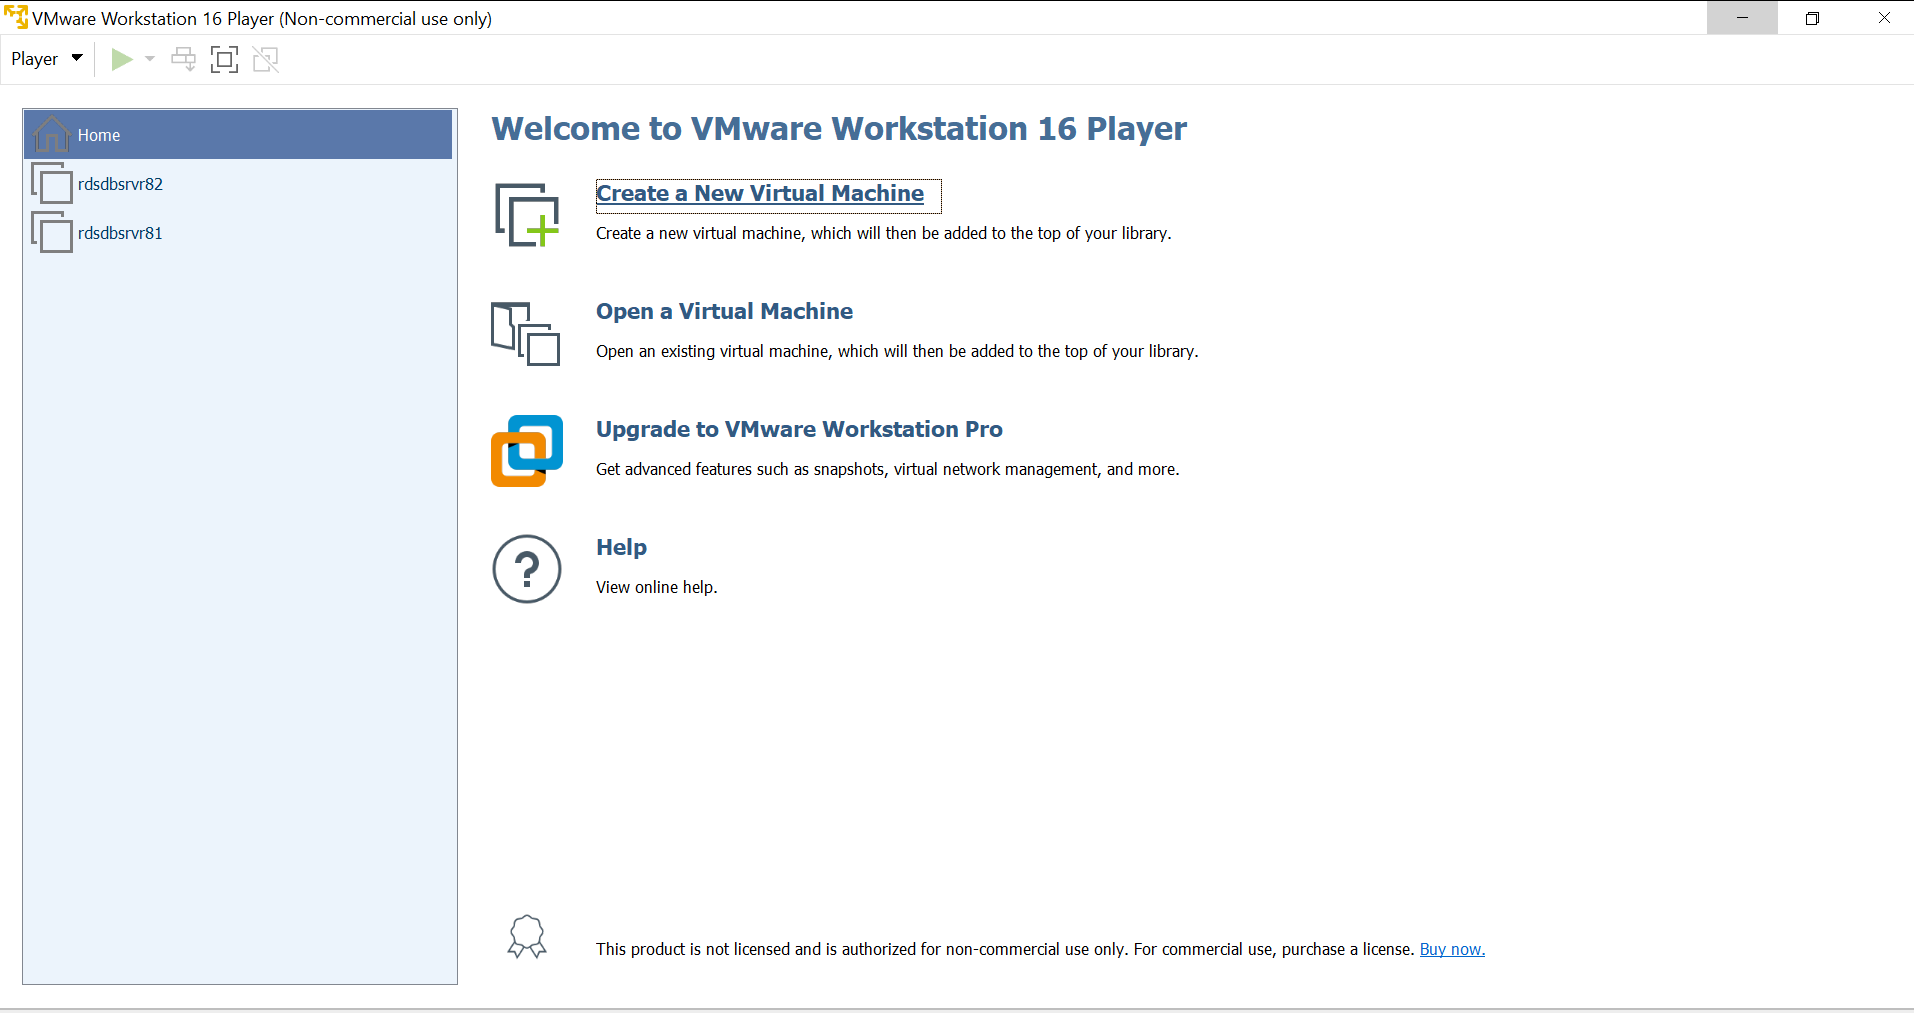 VMware Workstation 16 Player (Non-commercial use only)
Player
Home
rdsdbsrvr82
rdsdbsrvr81
Welcome to VMware Workstation 16 Player
Create a New Virtual Machine
Create a new virtual machine, which will then be added to the top of your library.
Open a Virtual Machine
Open an existing virtual machine, which will then be added to the top of your library.
Upgrade to VMware Workstation Pro
Get advanced features such as snapshots, virtual network management, and more.
?
Help
View online help.
This product is not licensed and is authorized for non-commercial use only. For commercial use, purchase a license. Buy now.